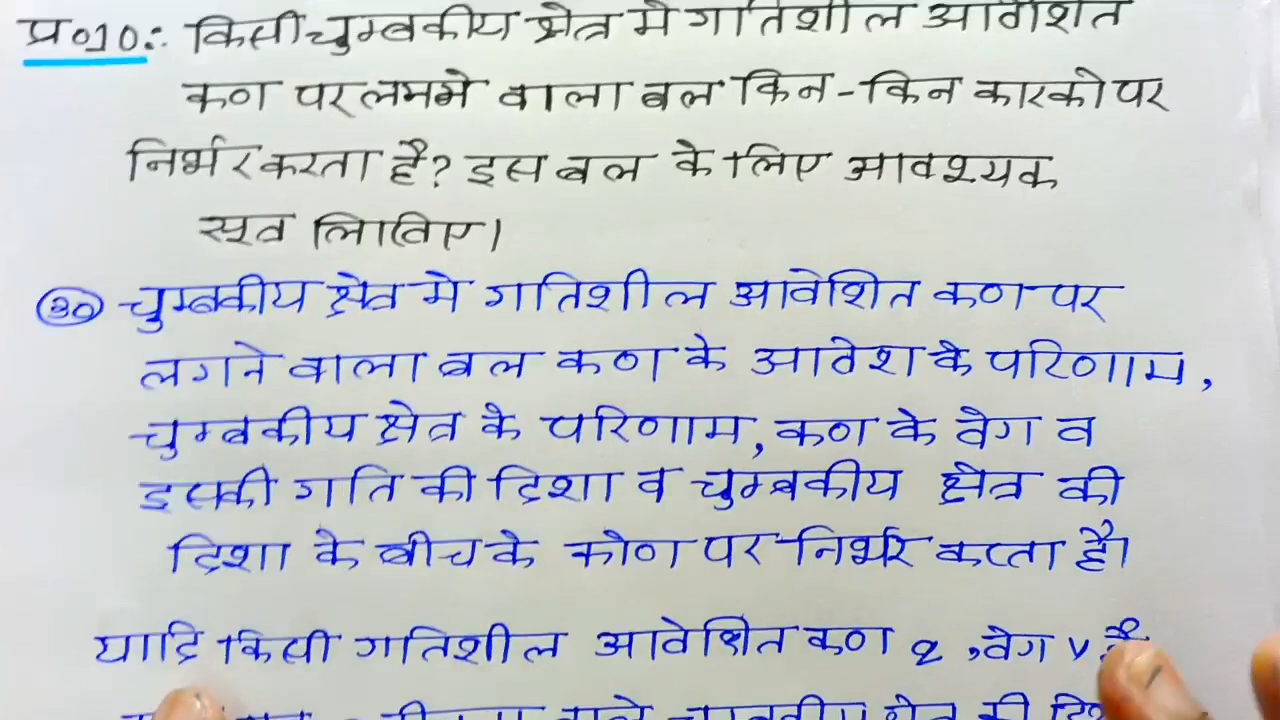 प्र०10:. किसी चुम्बकीय क्षेत्र मे गतिशील आवेशित
कण पर लगमे वाला बल किन-किन कारको पर
निर्भर करता है? इस बल के लिए आवश्यक
सूत्र लिखिए।
उ० चुम्बकीय क्षेत्र मे गतिशील आवेशित कण पर
लगने वाला बल कण के आवेश के परिणाम,
चुम्बकीय क्षेत्र के परिणाम, कण के वेग व
इसकी गति की दिशा व चुम्बकीय क्षेत्र की
दिशा के बीच के कोण पर निर्भर करता है।
यदि किसी गतिशील आवेशित कण q ,वेग v से
वाले चुम्बकीय क्षेत्र की